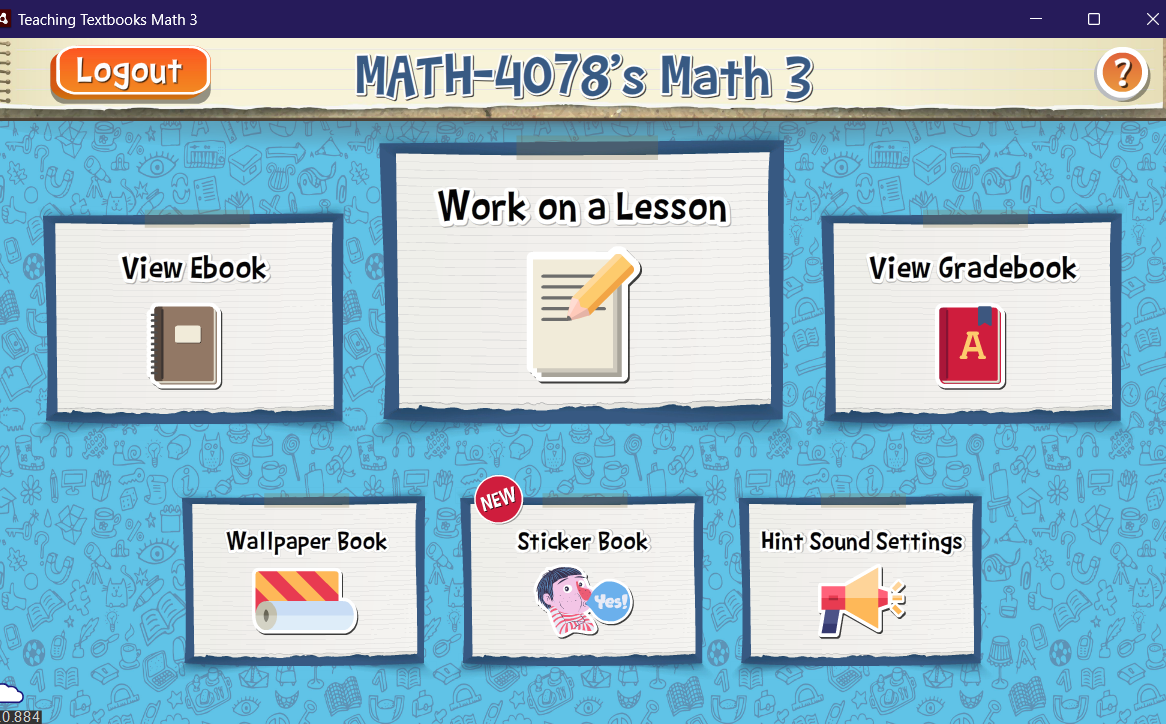 Teaching Textbooks Math 3
Logout
MATH-4078's Math 3
?
Work on a Lesson
View Ebook
View Gradebook
A
NEW
Wallpaper Book
Sticker Book
Hint Sound Settings
Yes!
0.884